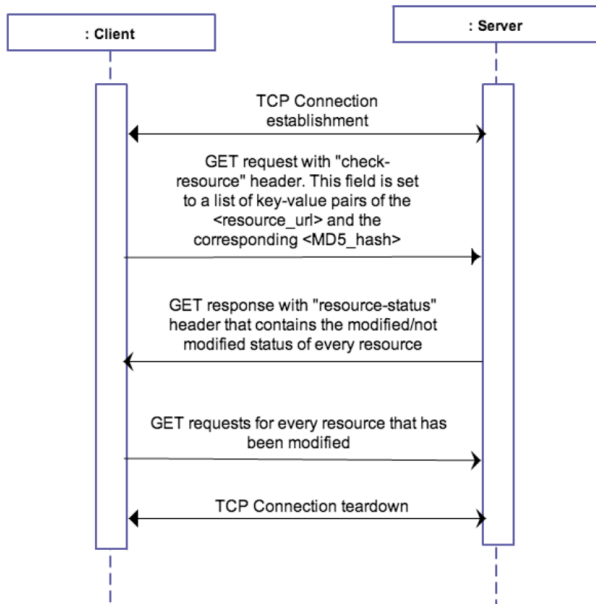 : Client
: Server
TCP Connection
establishment
GET request with "check-
resource" header. This field is set
to a list of key-value pairs of the
<resource_url> and the
corresponding <MD5_hash>
GET response with "resource-status"
header that contains the modified/not
modified status of every resource
GET requests for every resource that has
been modified
TCP Connection teardown